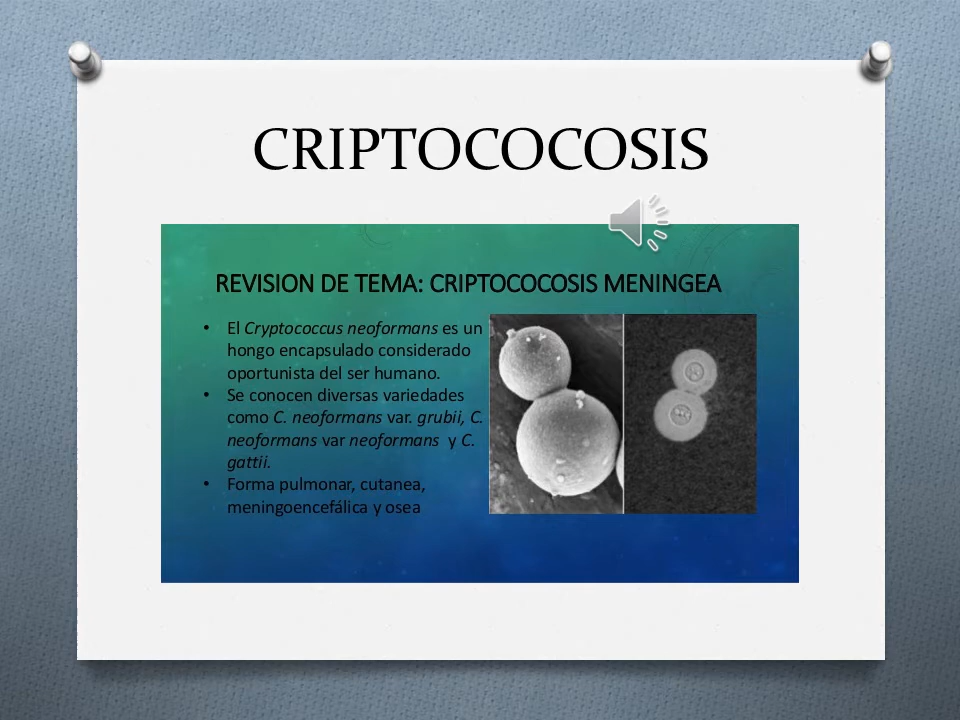 CRIPTOCOCOSIS
REVISION DE TEMA: CRIPTOCOCOSIS MENINGEA
• El Cryptococcus neoformans es un
hongo encapsulado considerado
oportunista del ser humano.
• Se conocen diversas variedades
como C. neoformans var. grubii, C.
neoformans var neoformans y C.
gattii.
• Forma pulmonar, cutanea,
meningoencefálica y osea